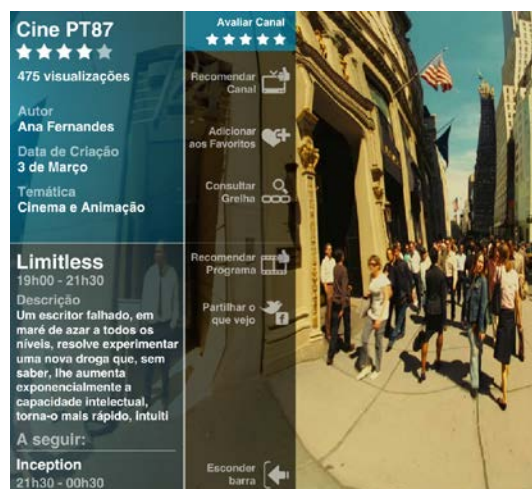 Cine PT87
475 visualizações
Autor
Ana Fernandes
Data de Criação
3 de Março
Temática
Cinema e Animação
Limitless
19h00 - 21h30
Descrição
Um escritor falhado, em
maré de azar a todos os
níveis, resolve experimentar
uma nova droga que, sem
saber, lhe aumenta
exponencialmente a
capacidade intelectual,
torna-o mais rápido, intuiti
A seguir:
Inception
21h30 - 00h30
Avaliar Canal
Recomendar
Canal
Adicionar
aos Favoritos
Consultar
Grelha
Recomendar
Programa
Partilhar o
que vejo
Esconder
barra